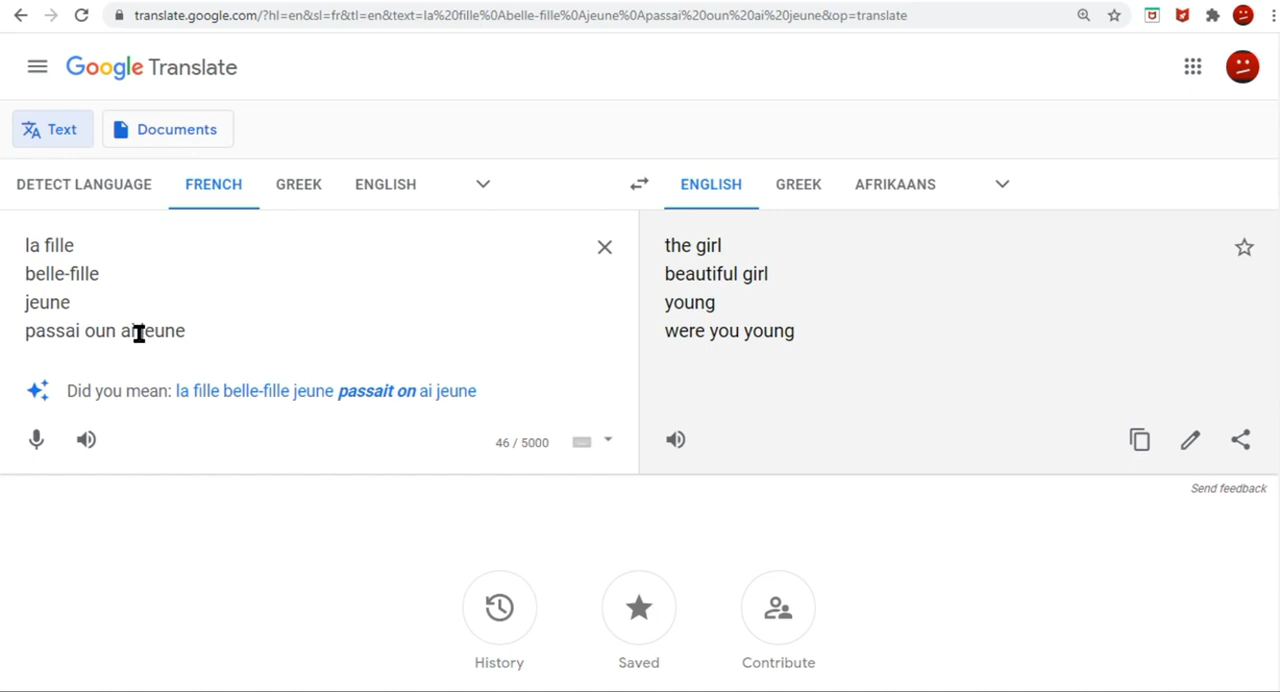 translate.google.com/?hl=en&sl=fr&tl=en&text=la%20fille%0Abelle-fille%0Ajeune%0Apassai%20oun%20ai%20jeune&op=translate
Google Translate
Text Documents
DETECT LANGUAGE FRENCH GREEK ENGLISH ENGLISH GREEK AFRIKAANS
la fille
belle-fille
jeune
passai oun ai jeune
the girl
beautiful girl
young
were you young
Did you mean: la fille belle-fille jeune passait on ai jeune
46 / 5000
Send feedback
History Saved Contribute